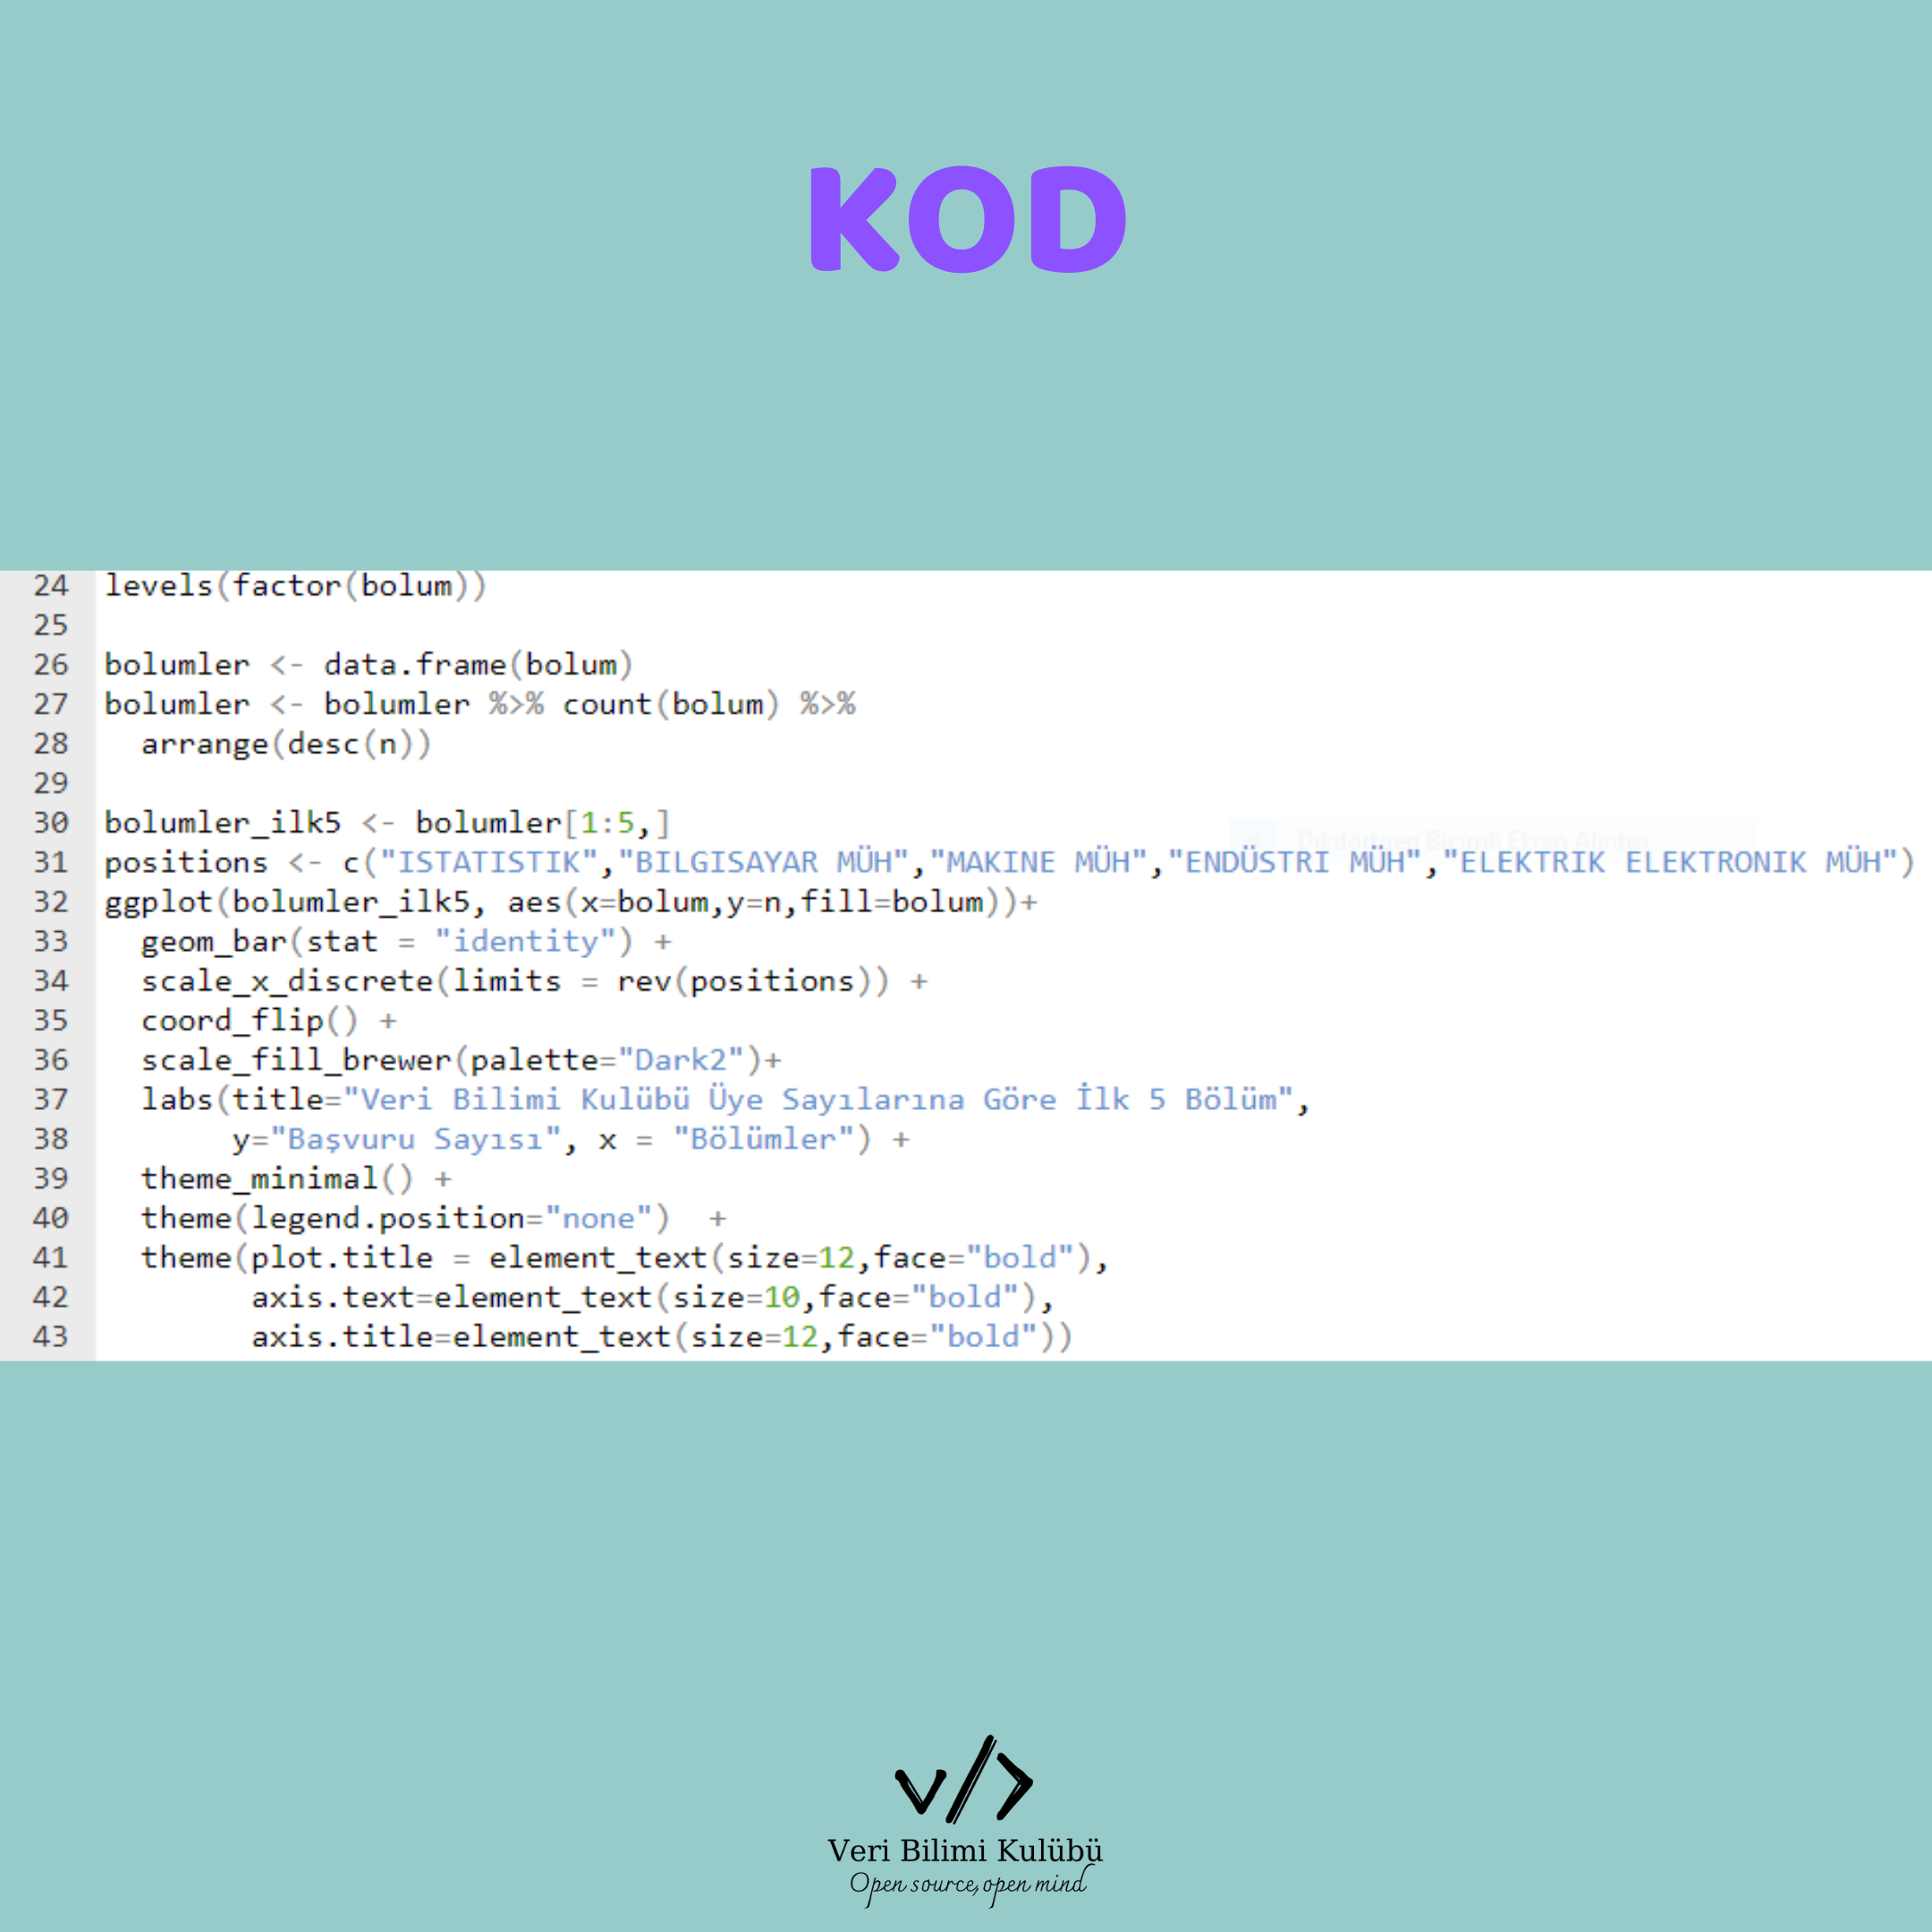 KOD
24 levels(factor(bolum))
25
26 bolumler <- data.frame(bolum)
27 bolumler <- bolumler %>% count(bolum) %>%
28   arrange(desc(n))
29
30 bolumler_ilk5 <- bolumler[1:5,]
Dikdörtgen Biçimli Ekran Alıntısı
31 positions <- c("ISTATISTIK","BILGISAYAR MÜH","MAKINE MÜH","ENDÜSTRI MÜH","ELEKTRIK ELEKTRONIK MÜH")
32 ggplot(bolumler_ilk5, aes(x=bolum,y=n,fill=bolum))+
33   geom_bar(stat = "identity") +
34   scale_x_discrete(limits = rev(positions)) +
35   coord_flip() +
36   scale_fill_brewer(palette="Dark2")+
37   labs(title="Veri Bilimi Kulübü Üye Sayılarına Göre İlk 5 Bölüm",
38        y="Başvuru Sayısı", x = "Bölümler") +
39   theme_minimal() +
40   theme(legend.position="none")  +
41   theme(plot.title = element_text(size=12,face="bold"),
42         axis.text=element_text(size=10,face="bold"),
43         axis.title=element_text(size=12,face="bold"))
Veri Bilimi Kulübü
Open source, open mind